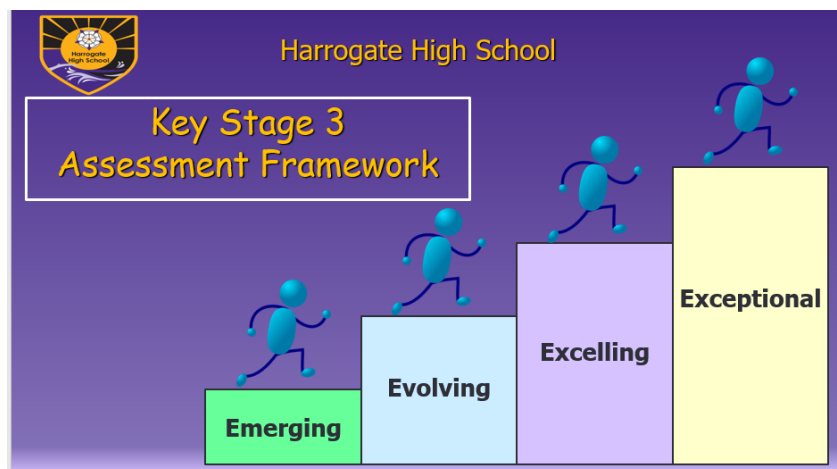 Harrogate
High School
Harrogate High School
Key Stage 3
Assessment Framework
Exceptional
Excelling
Evolving
Emerging